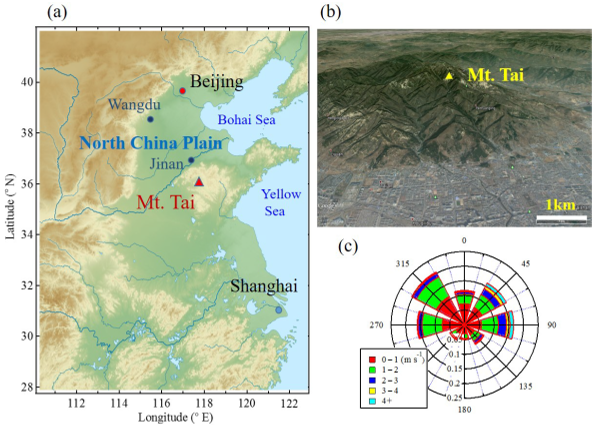 (a)
40
38
36
34
32
30
28
Latitude (° N)
112
114
116
118
120
122
Longitude (° E)
Beijing
Wangdu
Bohai Sea
North China Plain
Jinan
Mt. Tai
Yellow
Sea
Shanghai
(b)
Mt. Tai
1km
(c)
0
45
90
135
180
270
315
0.05
0.1
0.15
0.2
0.25
0-1 (m s⁻¹)
1-2
2-3
3-4
4+